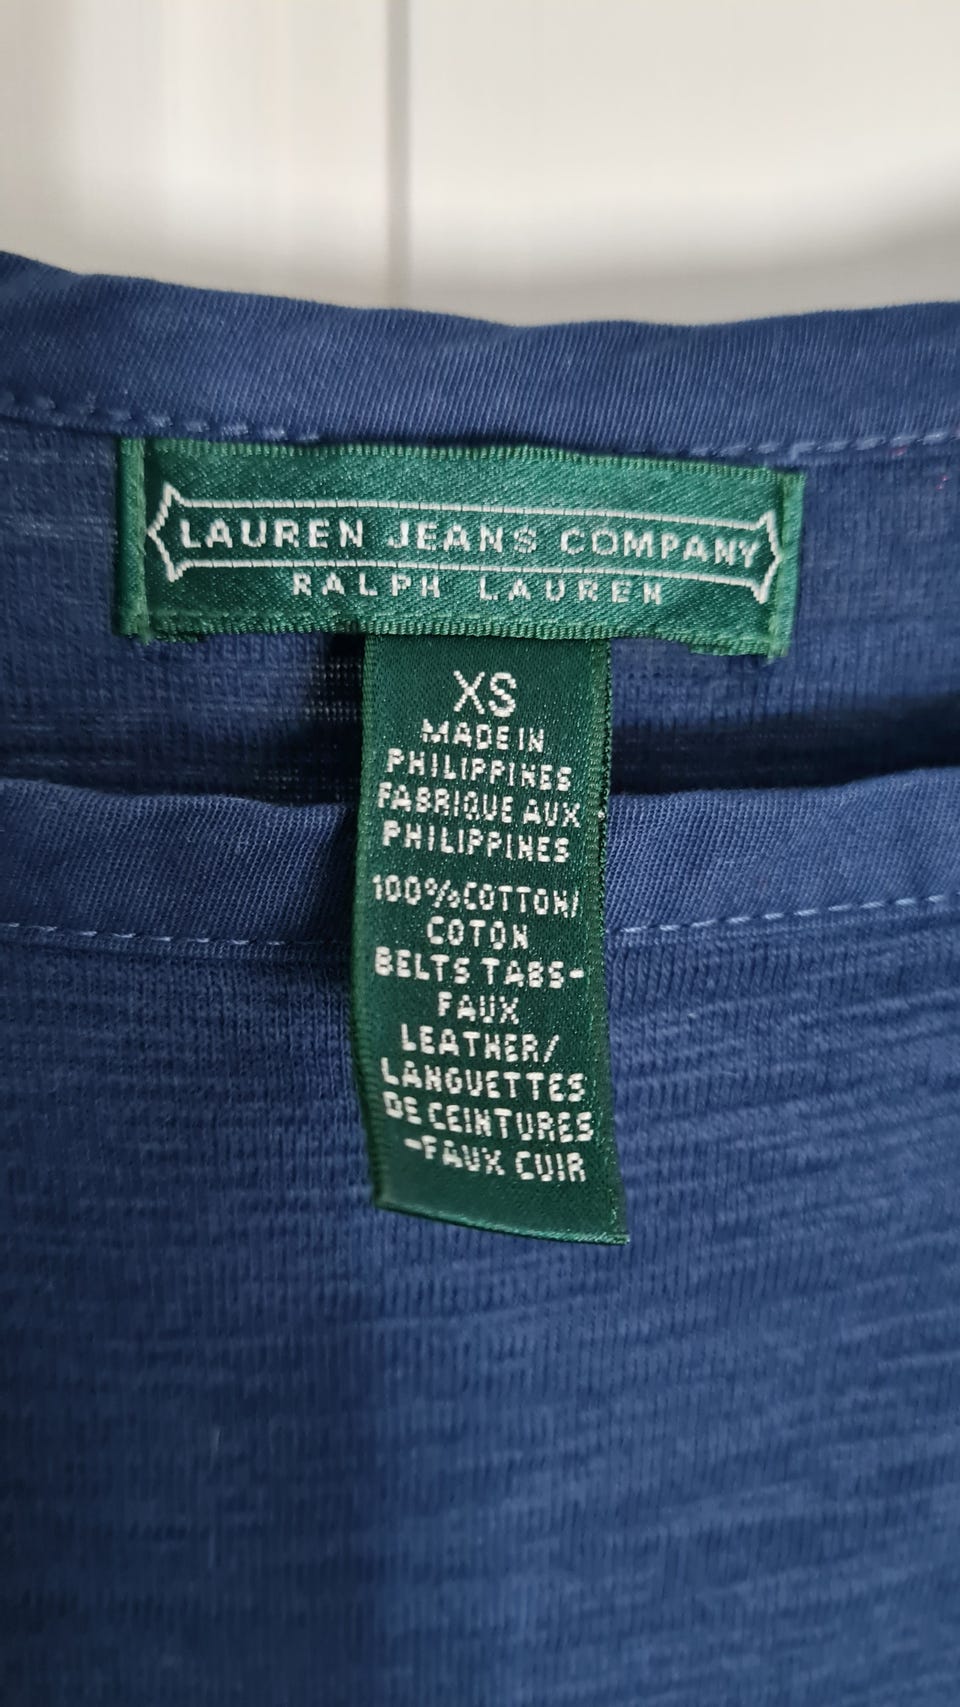 LAUREN JEANS COMPANY
RALPH LAUREN
XS
MADE IN
PHILIPPINES
FABRIQUE AUX
PHILIPPINES
100% COTTON/
COTON
BELTS TABS-
FAUX
LEATHER/
LANGUETTES
DE CEINTURES
-FAUX CUIR